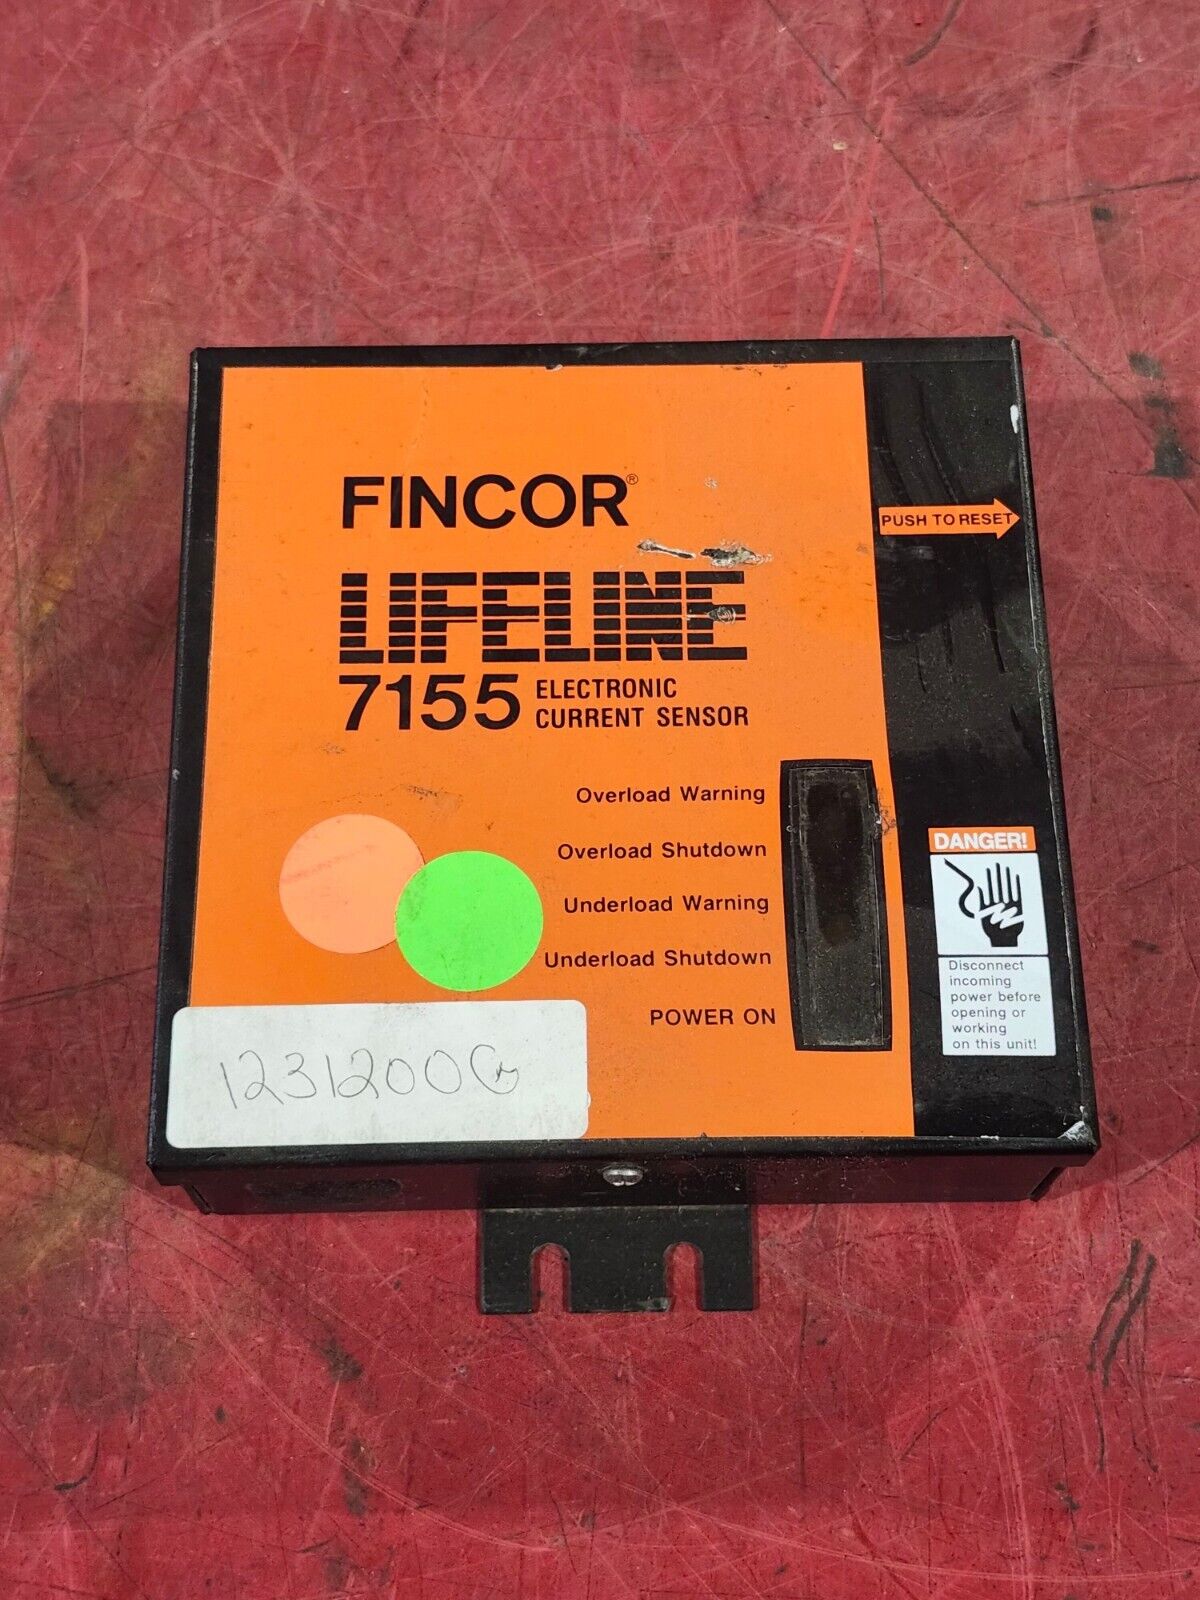 FINCOR®
PUSH TO RESET
LIFELINE
7155 ELECTRONIC
CURRENT SENSOR
Overload Warning
Overload Shutdown
Underload Warning
Underload Shutdown
POWER ON
DANGER!
Disconnect
incoming
power before
opening or
working
on this unit!
1231200G